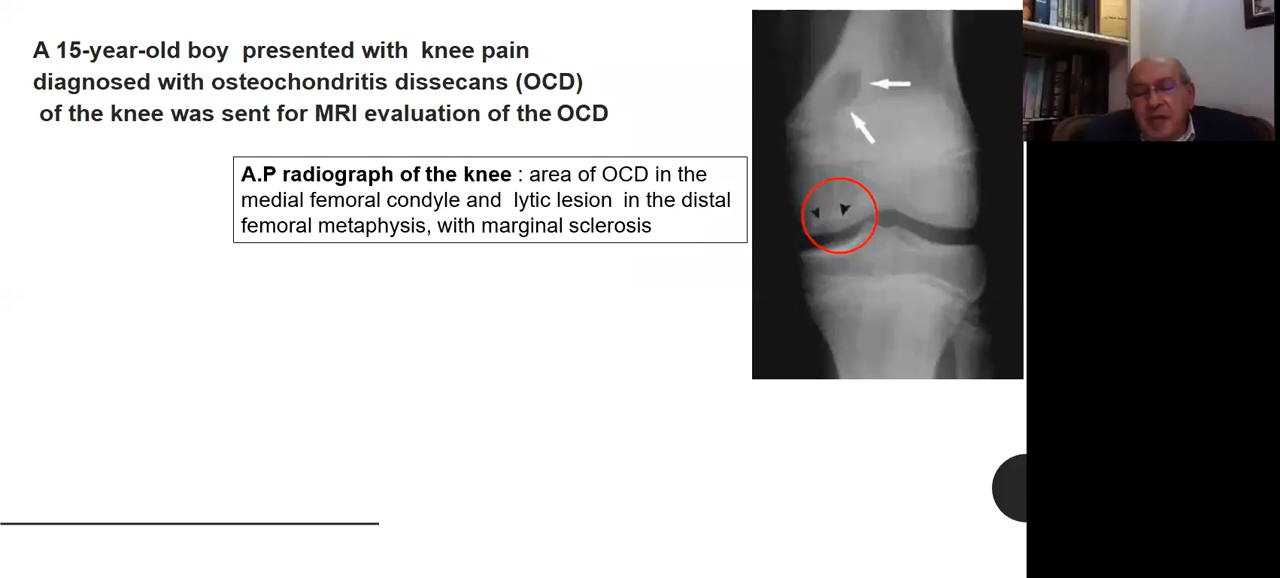 A 15-year-old boy presented with knee pain
diagnosed with osteochondritis dissecans (OCD)
of the knee was sent for MRI evaluation of the OCD
A.P radiograph of the knee : area of OCD in the
medial femoral condyle and lytic lesion in the distal
femoral metaphysis, with marginal sclerosis